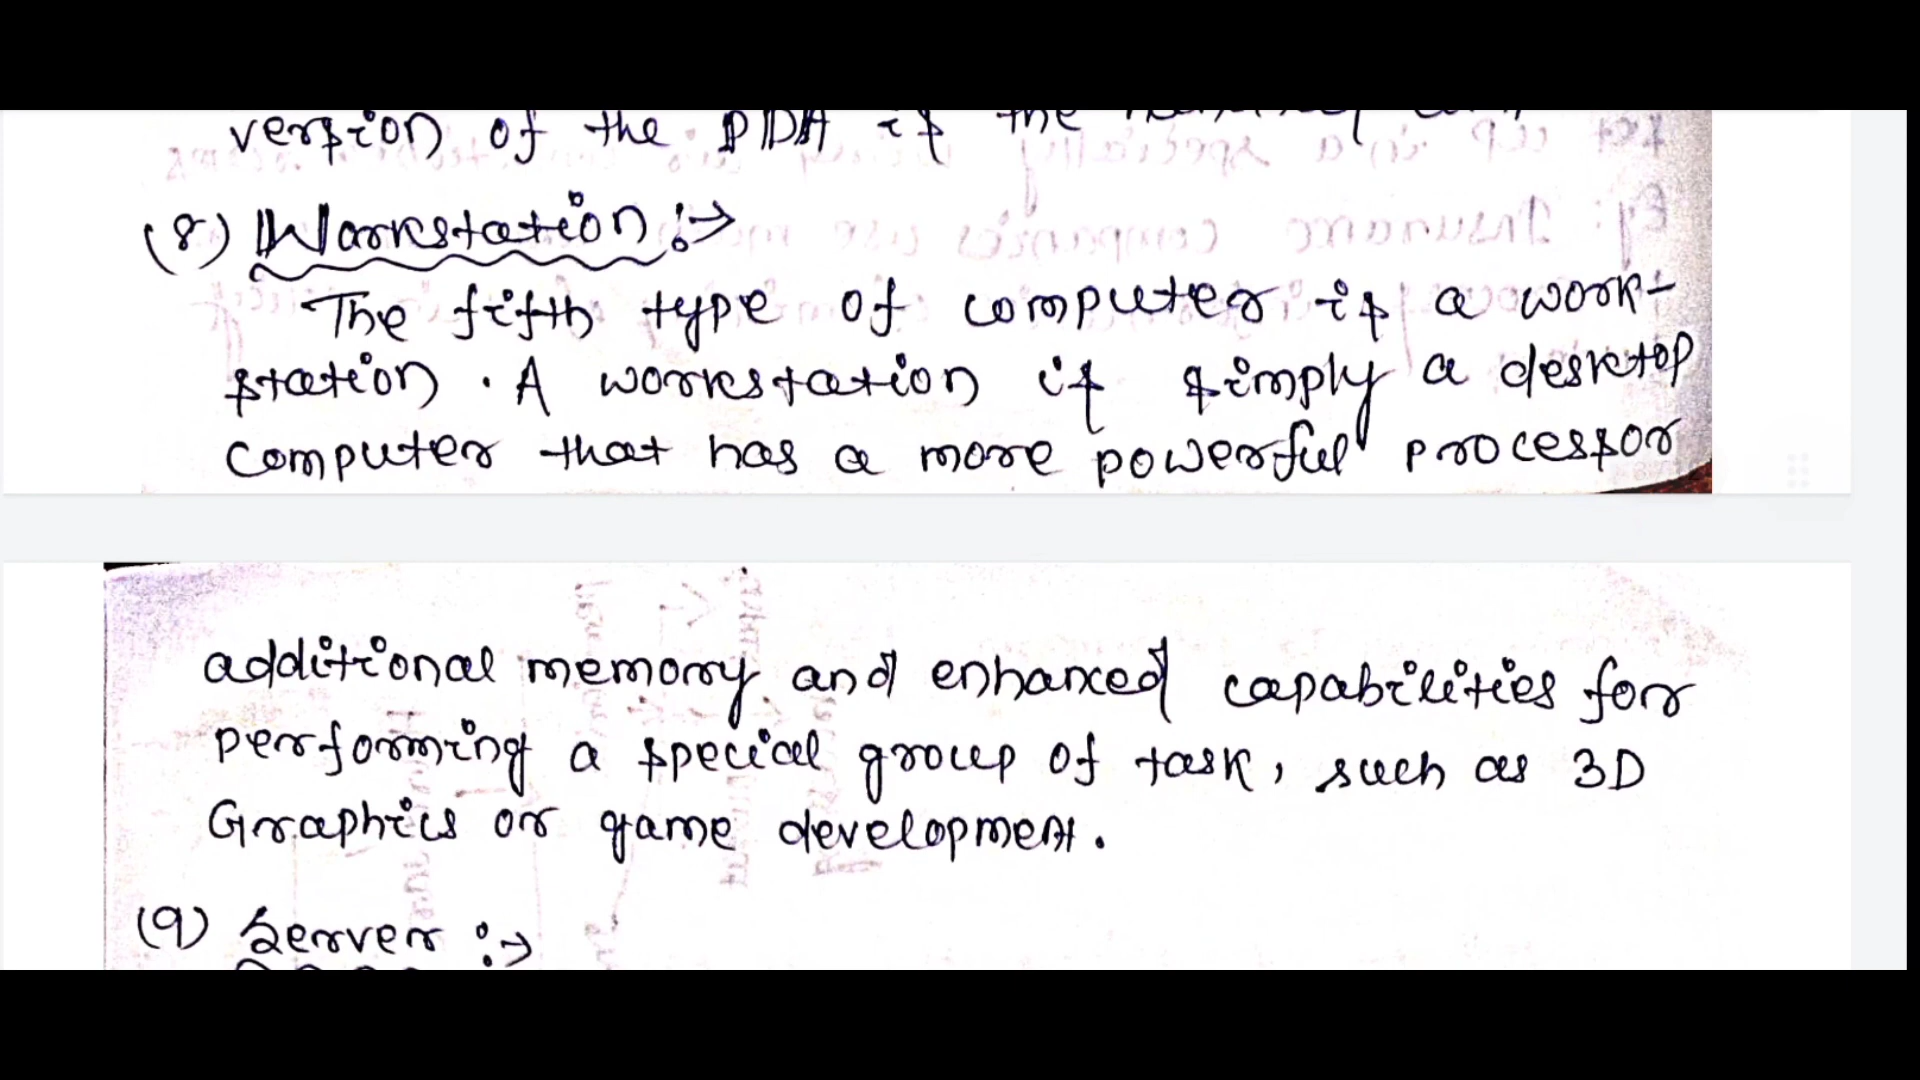 version of the PDA is the
(8) Workstation :→
The fifth type of computer is a work-
station. A workstation is simply a desktop
computer that has a more powerful processor
additional memory and enhanced capabilities for
performing a special group of task, such as 3D
Graphics or game development.
(9) Server :→